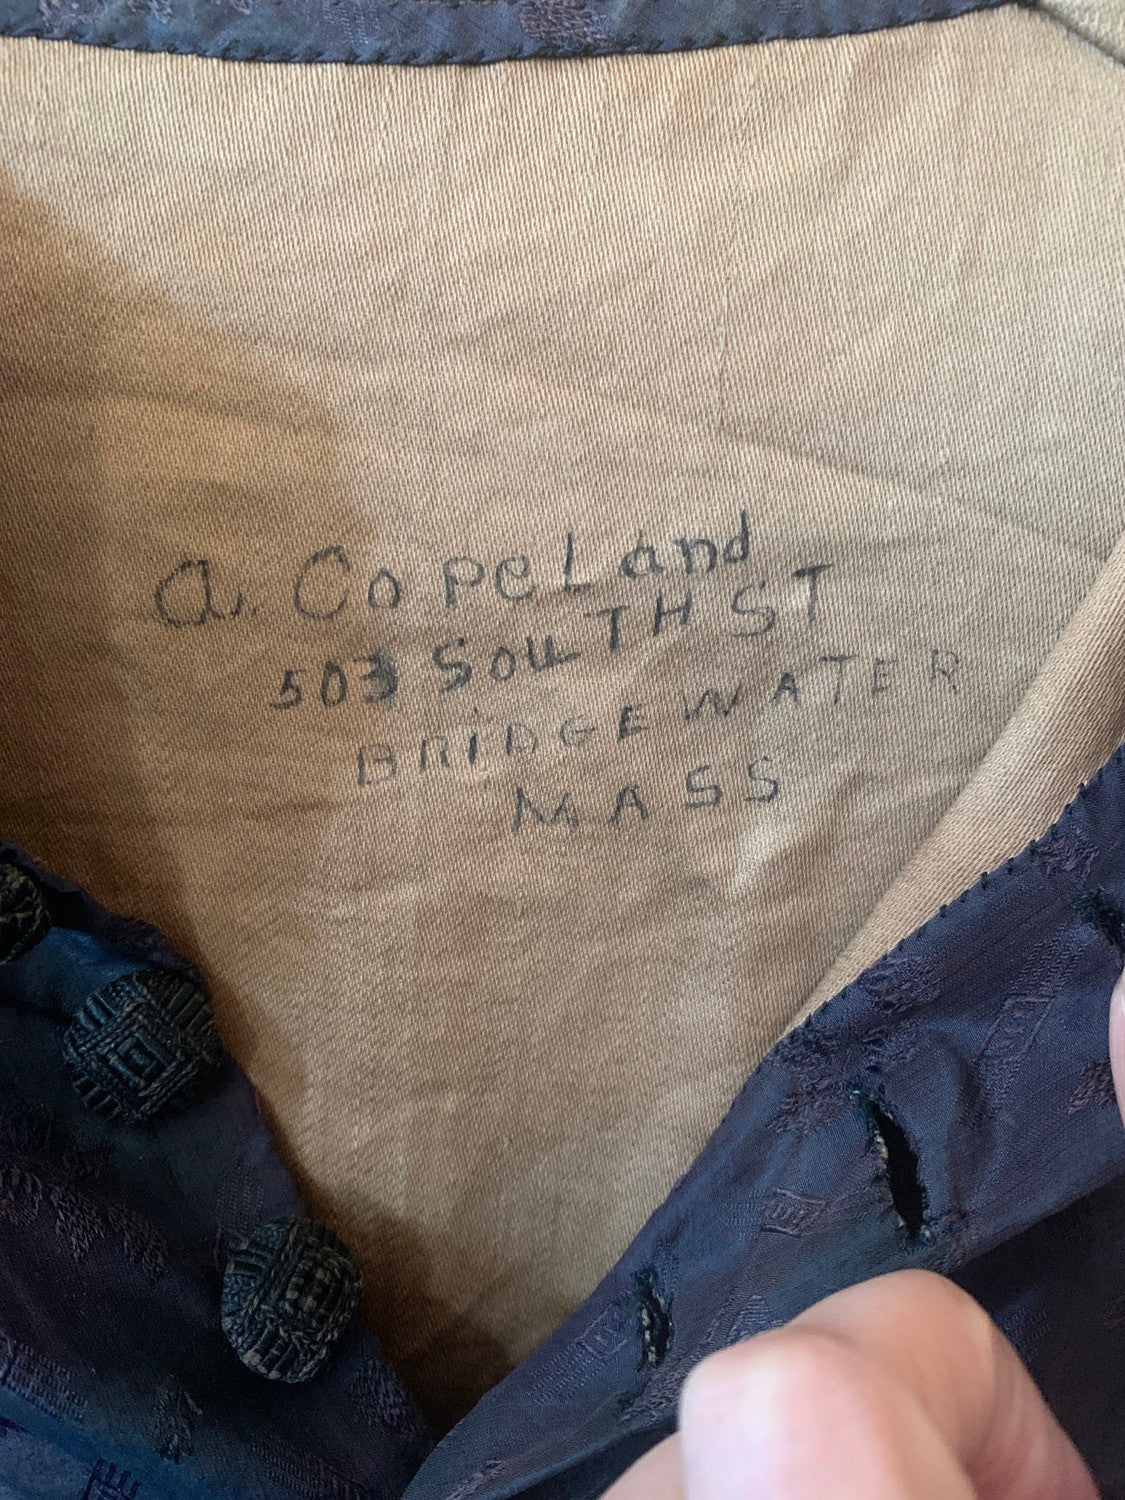 a. Copeland
503 SOUTH ST
BRIDGEWATER
MASS